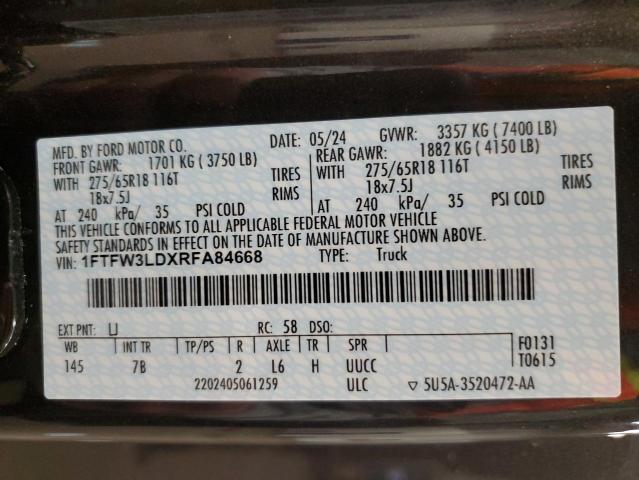 MFD. BY FORD MOTOR CO. DATE: 05/24 GVWR: 3357 KG ( 7400 LB)
FRONT GAWR: 1701 KG ( 3750 LB) REAR GAWR: 1882 KG ( 4150 LB)
WITH 275/65R18 116T TIRES WITH 275/65R18 116T TIRES
18x7.5J RIMS 18x7.5J RIMS
AT 240 kPa/ 35 PSI COLD AT 240 kPa/ 35 PSI COLD
THIS VEHICLE CONFORMS TO ALL APPLICABLE FEDERAL MOTOR VEHICLE
SAFETY STANDARDS IN EFFECT ON THE DATE OF MANUFACTURE SHOWN ABOVE.
VIN: 1FTFW3LDXRFA84668 TYPE: Truck
EXT PNT: LJ RC: 58 DSO:
WB INT TR TP/PS R AXLE TR SPR F0131
145 7B 2 L6 H UUCC T0615
2202405061259 ULC ▽ 5U5A-3520472-AA